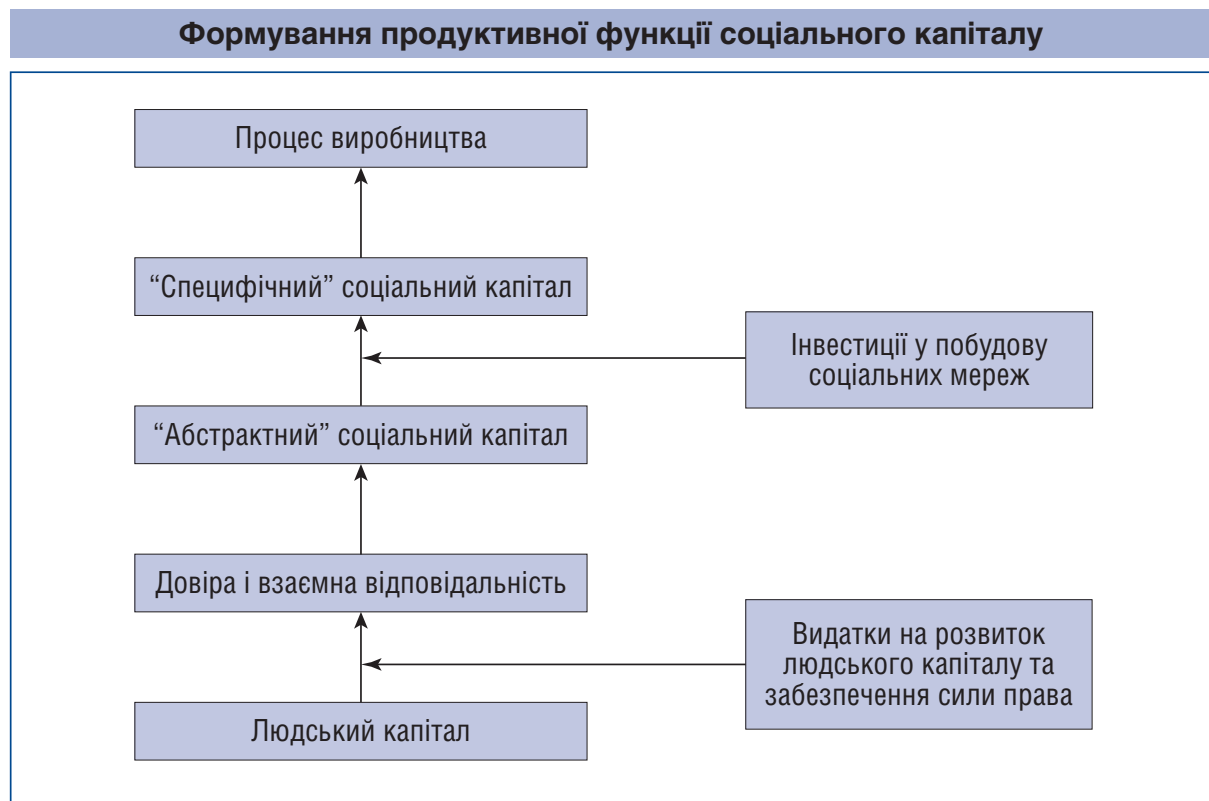 Формування продуктивної функції соціального капіталу
Процес виробництва
“Специфічний” соціальний капітал
Інвестиції у побудову
соціальних мереж
“Абстрактний” соціальний капітал
Довіра і взаємна відповідальність
Видатки на розвиток
людського капіталу та
забезпечення сили права
Людський капітал